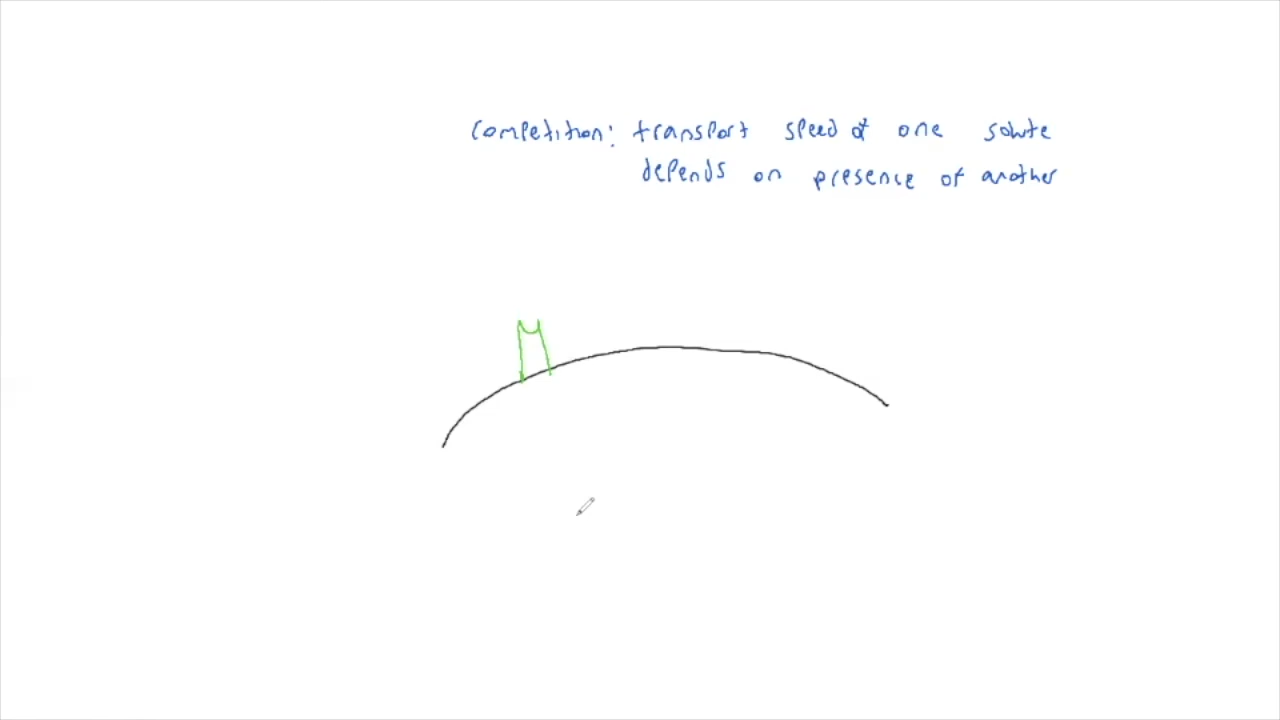 Competition: transport speed of one solute
depends on presence of another